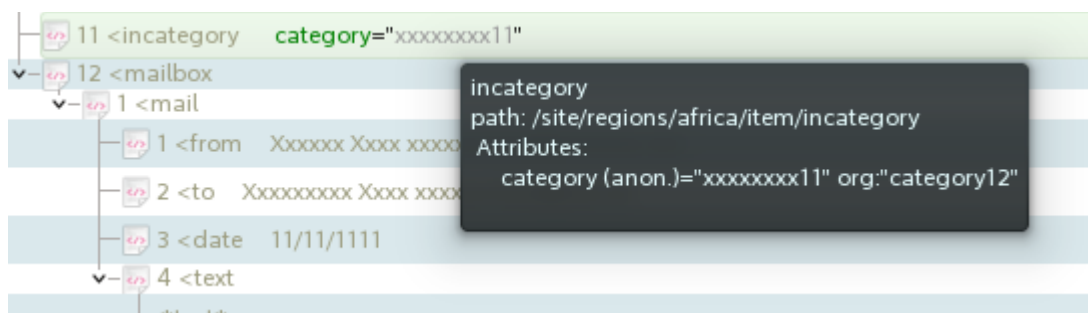 11 <incategory category="xxxxxxxx11"
12 <mailbox
1 <mail
incategory
path: /site/regions/africa/item/incategory
Attributes:
category (anon.)="xxxxxxxx11" org:"category12"
1 <from Xxxxxx Xxxx
2 <to Xxxxxxxx Xxxx
3 <date 11/11/1111
4 <text